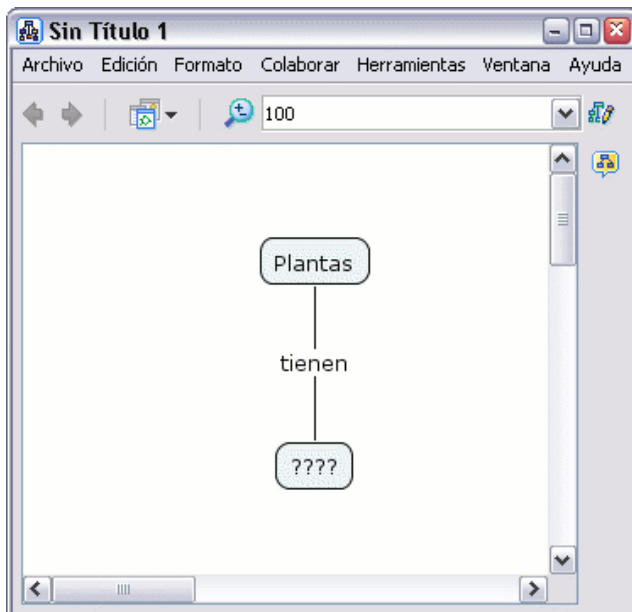 Sin Título 1
Archivo Edición Formato Colaborar Herramientas Ventana Ayuda
100
Plantas
tienen
????